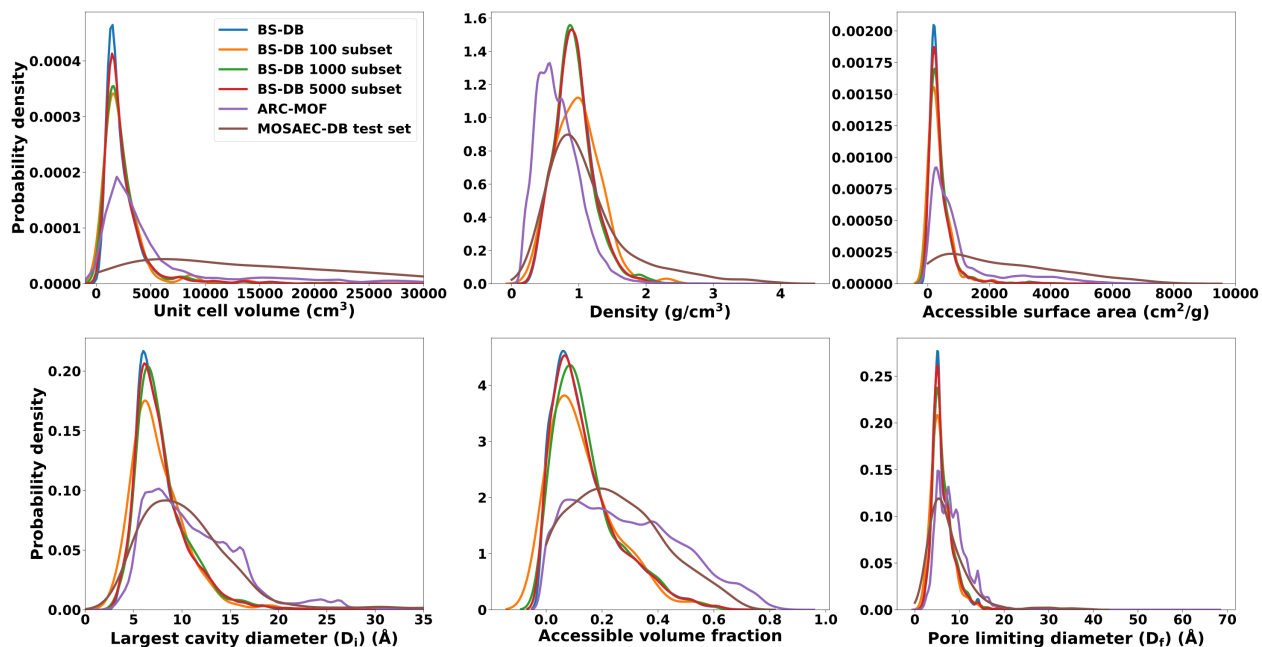 Probability density
0.0004
0.0003
0.0002
0.0001
0.0000
0 5000 10000 15000 20000 25000 30000
Unit cell volume (cm³)
BS-DB
BS-DB 100 subset
BS-DB 1000 subset
BS-DB 5000 subset
ARC-MOF
MOSAEC-DB test set
1.6
1.4
1.2
1.0
0.8
0.6
0.4
0.2
0.0
0 1 2 3 4
Density (g/cm³)
0.00200
0.00175
0.00150
0.00125
0.00100
0.00075
0.00050
0.00025
0.00000
0 2000 4000 6000 8000 10000
Accessible surface area (cm²/g)
Probability density
0.20
0.15
0.10
0.05
0.00
0 5 10 15 20 25 30 35
Largest cavity diameter (Dᵢ) (Å)
4
3
2
1
0
0.0 0.2 0.4 0.6 0.8 1.0
Accessible volume fraction
0.25
0.20
0.15
0.10
0.05
0.00
0 10 20 30 40 50 60 70
Pore limiting diameter (D_f) (Å)